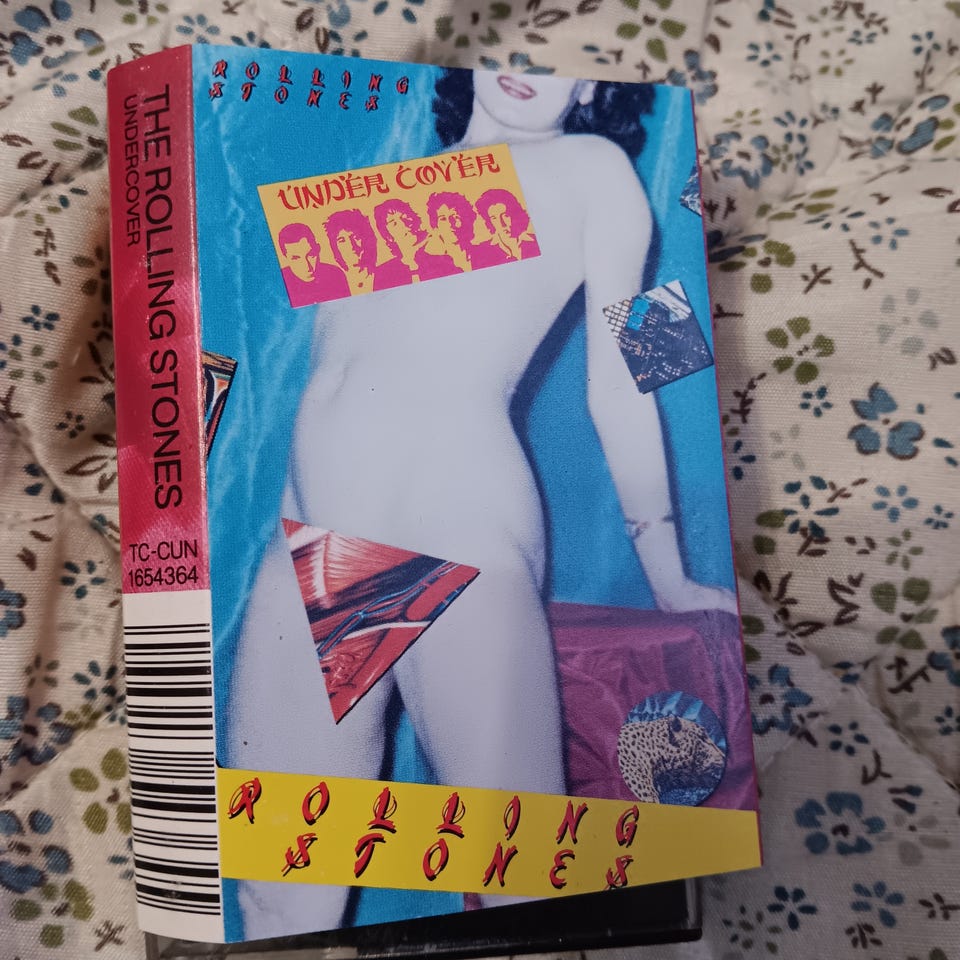 THE ROLLING STONES
UNDERCOVER
TC-CUN
1654364
ROLLING
STONES
UNDER COVER
ROLLING
STONES